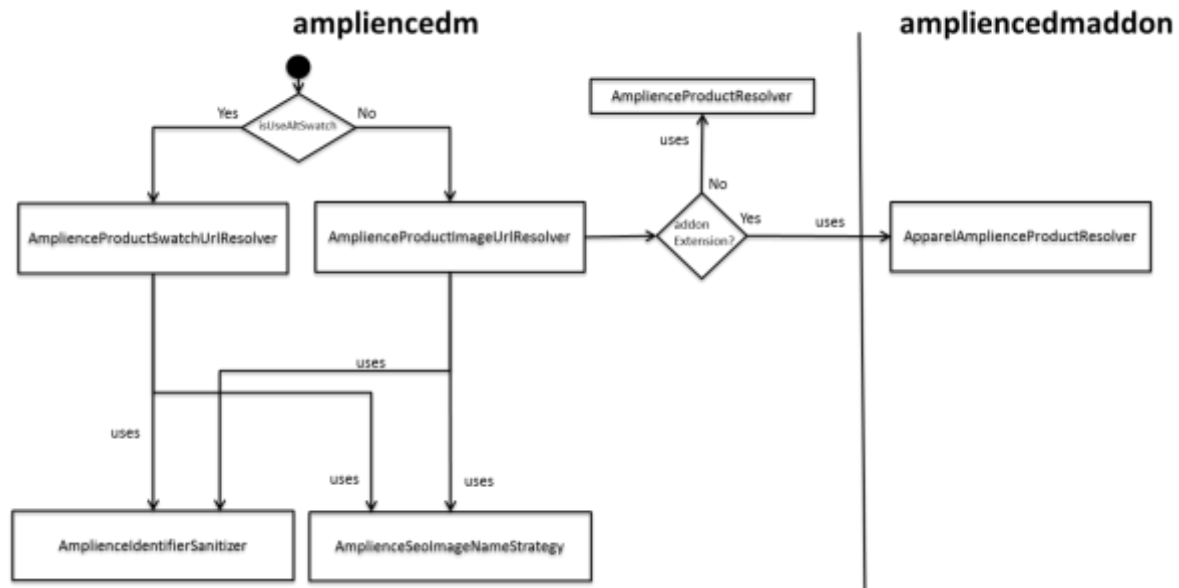 ampliencedm
ampliencedmaddon
AmplienceProductResolver
Yes
isUseAltSwatch
No
uses
No
AmplienceProductSwatchUrlResolver
AmplienceProductImageUrlResolver
addon
Extension?
Yes
uses
ApparelAmplienceProductResolver
uses
uses
uses
uses
AmplienceIdentifierSanitizer
AmplienceSeoImageNameStrategy